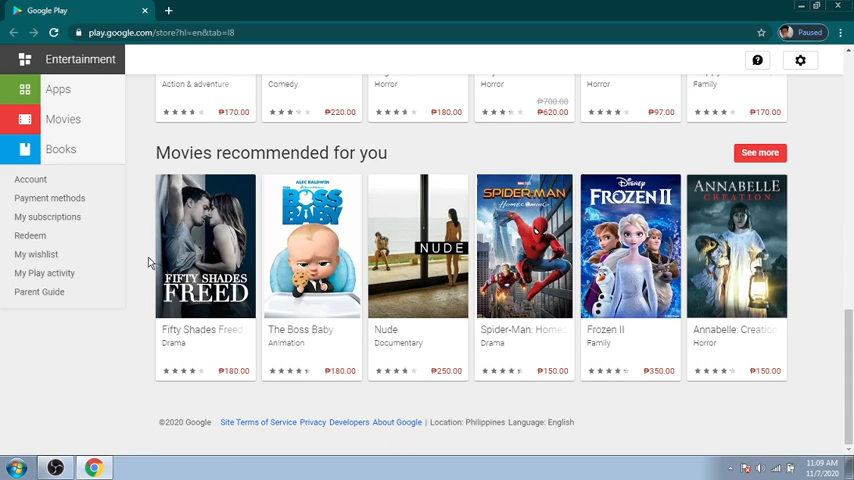 Google Play
play.google.com/store?hl=en&tab=l8
Paused
Entertainment
Apps
Movies
Books
Account
Payment methods
My subscriptions
Redeem
My wishlist
My Play activity
Parent Guide
Action & adventure
Comedy
Horror
Horror
Horror
Family
₱700.00
₱170.00
₱220.00
₱180.00
₱620.00
₱97.00
₱170.00
Movies recommended for you
See more
FIFTY SHADES
FREED
ALEC BALDWIN
THE
BOSS
BABY
NUDE
SPIDER-MAN
HOMECOMING
Disney
FROZEN II
ANNABELLE
CREATION
Fifty Shades Freed
The Boss Baby
Nude
Spider-Man: Home
Frozen II
Annabelle: Creation
Drama
Animation
Documentary
Drama
Family
Horror
₱180.00
₱180.00
₱250.00
₱150.00
₱350.00
₱150.00
©2020 Google
Site Terms of Service Privacy Developers About Google | Location: Philippines Language: English
11:09 AM
11/7/2020